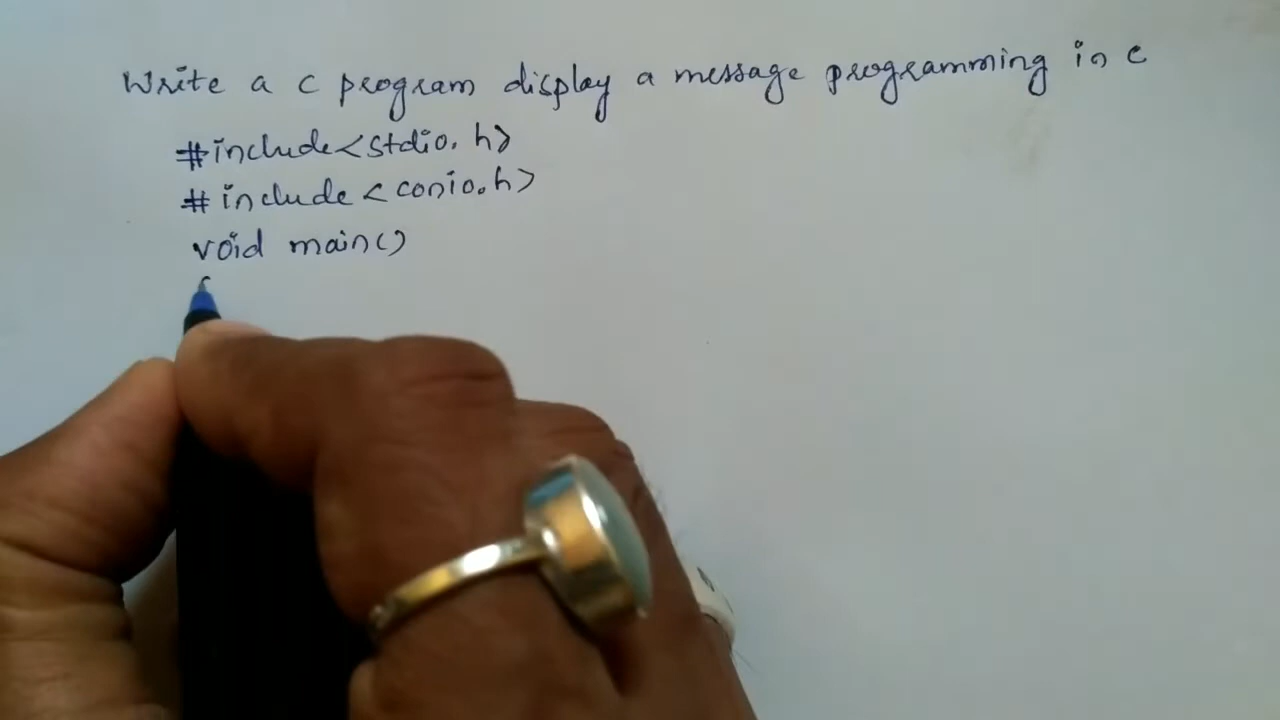 Write a c program display a message programming in c
#include<stdio.h>
#include<conio.h>
void main()